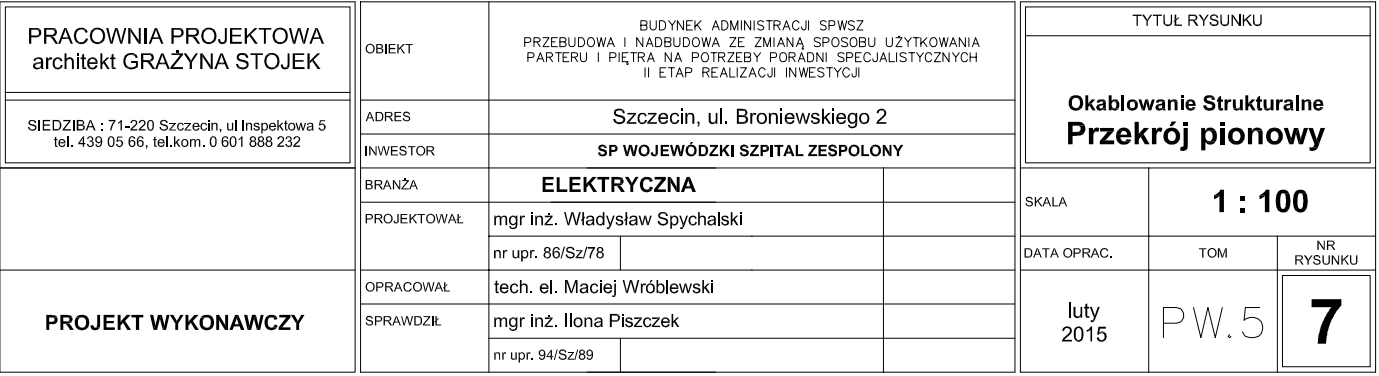 PRACOWNIA PROJEKTOWA
architekt GRAŻYNA STOJEK
SIEDZIBA : 71-220 Szczecin, ul Inspektowa 5
tel. 439 05 66, tel.kom. 0 601 888 232
PROJEKT WYKONAWCZY
OBIEKT
BUDYNEK ADMINISTRACJI SPWSZ
PRZEBUDOWA I NADBUDOWA ZE ZMIANĄ SPOSOBU UŻYTKOWANIA
PARTERU I PIĘTRA NA POTRZEBY PORADNI SPECJALISTYCZNYCH
II ETAP REALIZACJI INWESTYCJI
ADRES
Szczecin, ul. Broniewskiego 2
INWESTOR
SP WOJEWÓDZKI SZPITAL ZESPOLONY
BRANŻA
ELEKTRYCZNA
PROJEKTOWAŁ
mgr inż. Władysław Spychalski
nr upr. 86/Sz/78
OPRACOWAŁ
tech. el. Maciej Wróblewski
SPRAWDZIŁ
mgr inż. Ilona Piszczek
nr upr. 94/Sz/89
TYTUŁ RYSUNKU
Okablowanie Strukturalne
Przekrój pionowy
SKALA
1 : 100
DATA OPRAC.
TOM
NR
RYSUNKU
luty
2015
PW.5
7